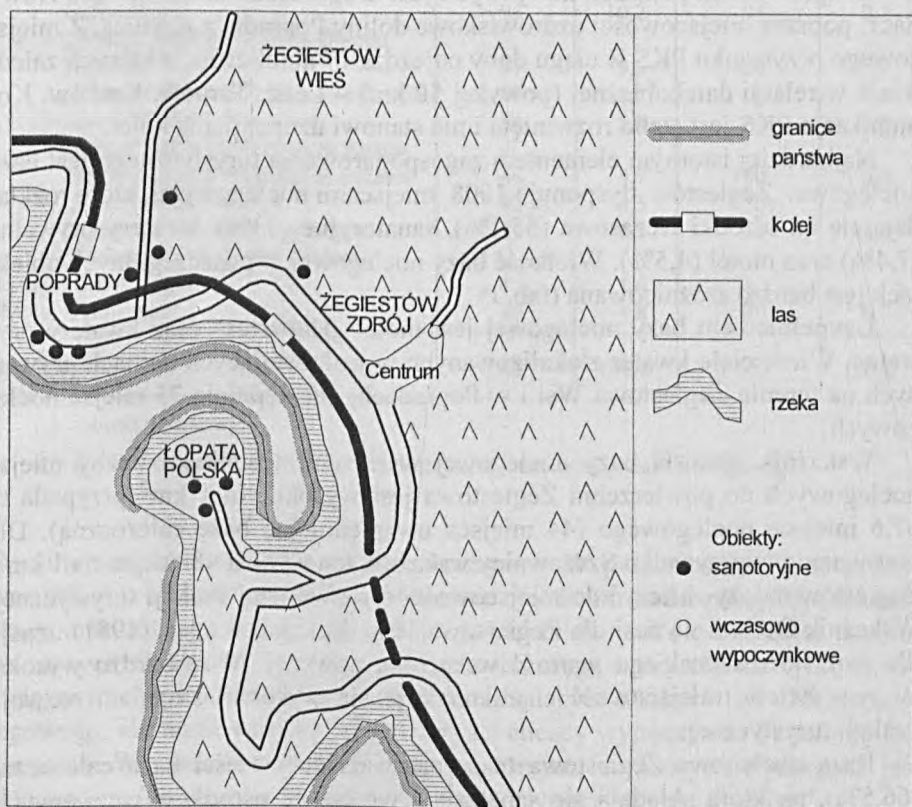 ŻEGIESTÓW
WIEŚ
POPRADY
ŻEGIESTÓW
ZDRÓJ
Centrum
ŁOPATA
POLSKA
granice
państwa
kolej
las
rzeka
Obiekty:
sanotoryjne
wczasowo
wypoczynkowe